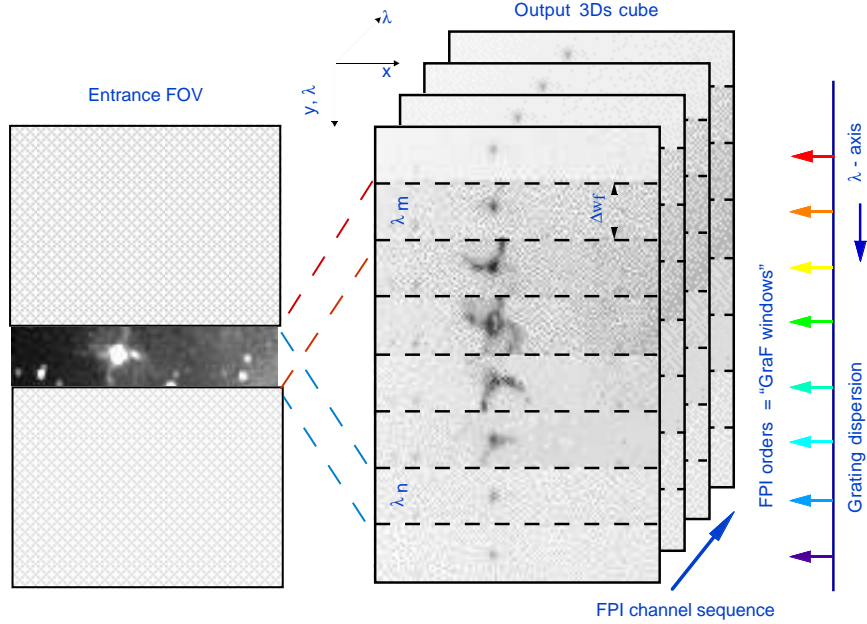 Output 3Ds cube
λ
x
y, λ
Entrance FOV
λ m
Δwf
λ n
FPI orders = “GraF windows”
λ - axis
Grating dispersion
FPI channel sequence